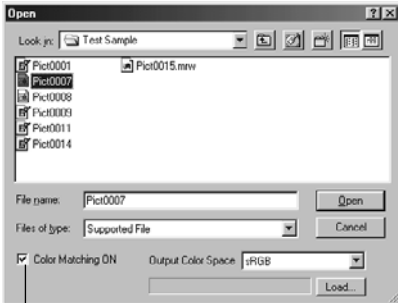 Open
Look in: Test Sample
Pict0001
Pict0007
Pict0008
Pict0009
Pict0011
Pict0014
Pict0015.mrw
File name: Pict0007 Open
Files of type: Supported File Cancel
Color Matching ON Output Color Space sRGB
Load...